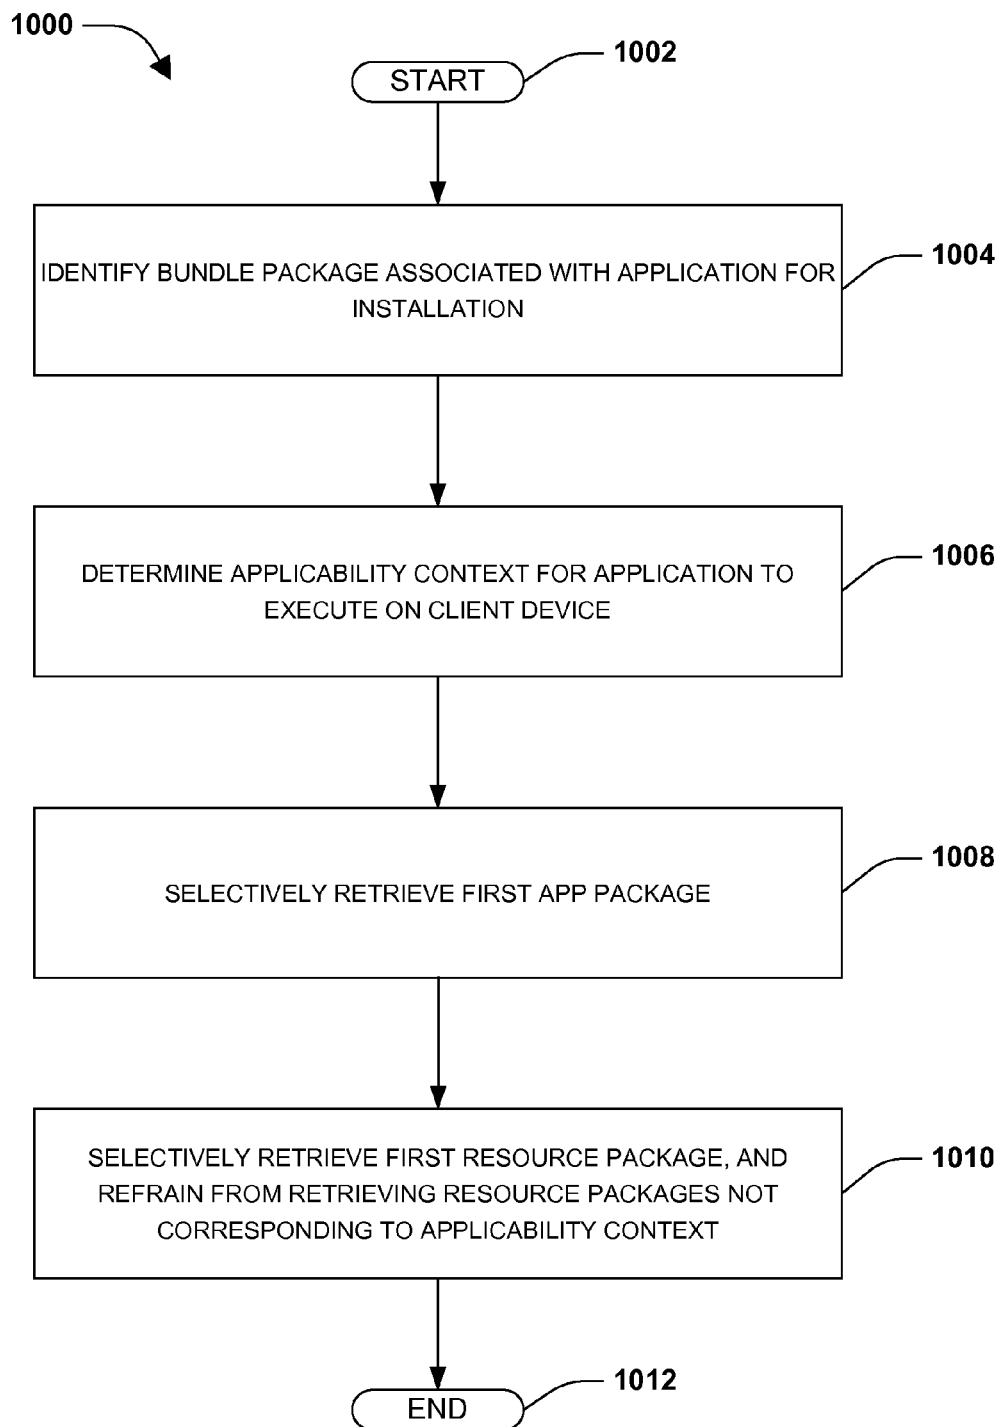 1000
START
1002
IDENTIFY BUNDLE PACKAGE ASSOCIATED WITH APPLICATION FOR
INSTALLATION
1004
DETERMINE APPLICABILITY CONTEXT FOR APPLICATION TO
EXECUTE ON CLIENT DEVICE
1006
SELECTIVELY RETRIEVE FIRST APP PACKAGE
1008
SELECTIVELY RETRIEVE FIRST RESOURCE PACKAGE, AND
REFRAIN FROM RETRIEVING RESOURCE PACKAGES NOT
CORRESPONDING TO APPLICABILITY CONTEXT
1010
END
1012